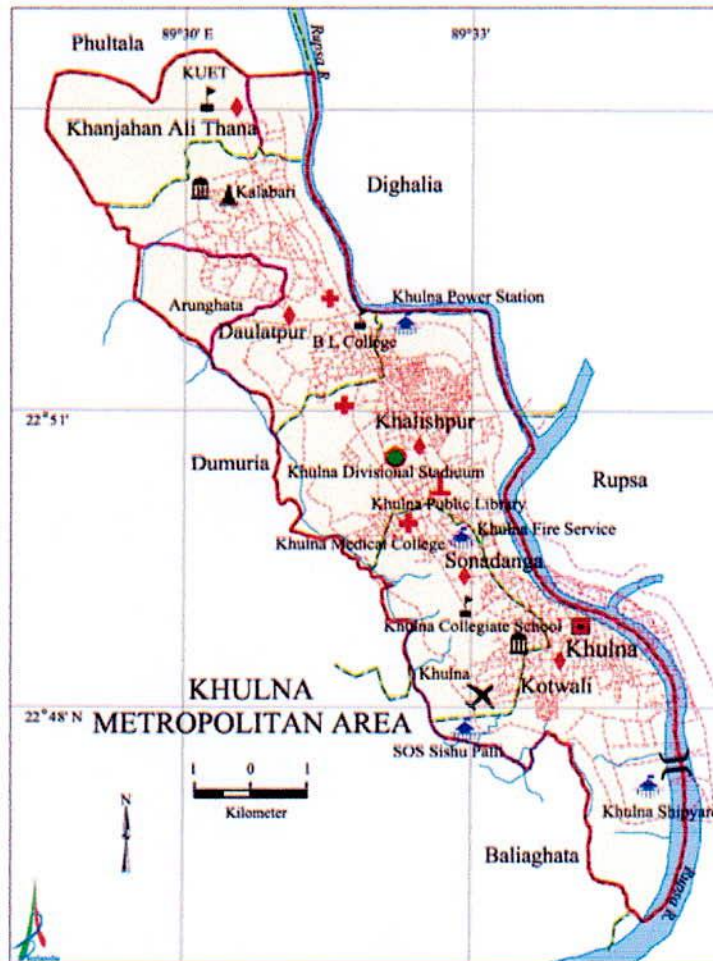 89°30' E
89°33'
Phultala
Rupsa R.
KUET
Khanjahan Ali Thana
Dighalia
Kalabari
Arunghata
Khulna Power Station
Daulatpur
B L College
22°51'
Khalishpur
Dumuria
Khulna Divisional Stadium
Rupsa
Khulna Public Library
Khulna Fire Service
Khulna Medical College
Sonadanga
Khulna Collegiate School
Khulna
Khulna
Kotwali
KHULNA
METROPOLITAN AREA
22°48' N
SOS Sishu Palli
1 0 1
Kilometer
N
Khulna Shipyard
Baliaghata
Rupsa R.